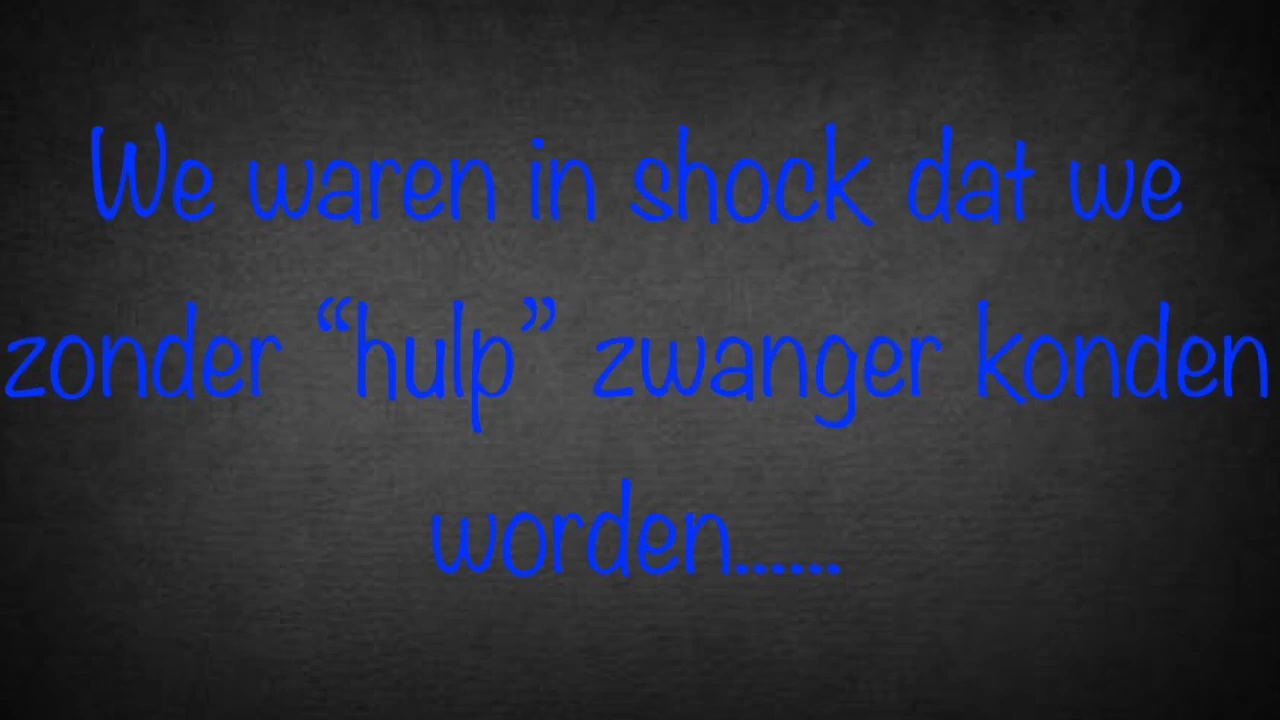 We waren in shock dat we
zonder “hulp” zwanger konden
worden......